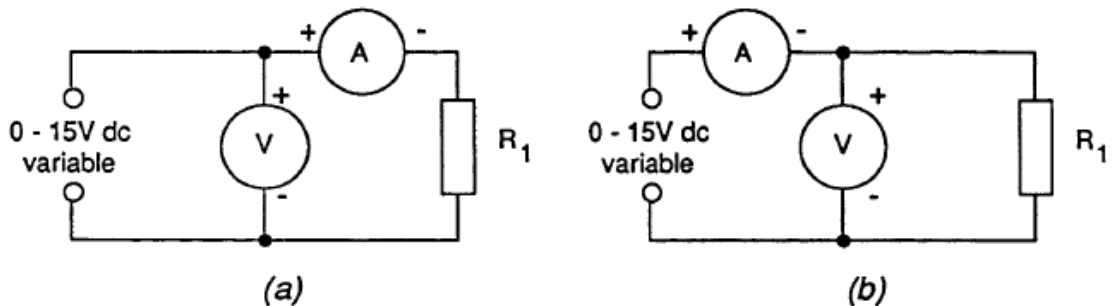 + A -
+
V
-
0 - 15V dc
variable
R1
(a)
+ A -
+
V
-
0 - 15V dc
variable
R1
(b)